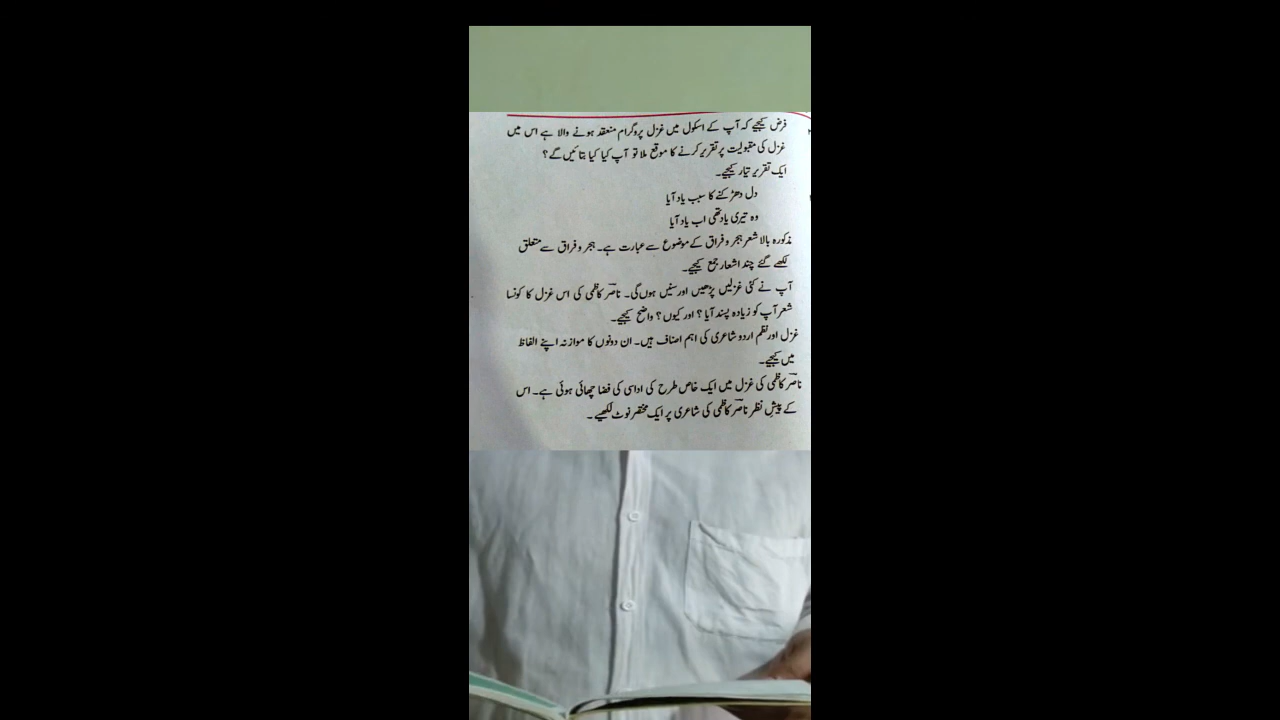 فرض کیجیے کہ آپ کے اسکول میں غزل پروگرام منعقد ہونے والا ہے اس میں
غزل کی مقبولیت پر تقریر کرنے کا موقع ملا تو آپ کیا کیا بتائیں گے؟
ایک تقریر تیار کیجیے۔
دل دھڑکنے کا سبب یاد آیا
وہ تیری یاد تھی اب یاد آیا
مذکورہ بالا شعر ہجر و فراق کے موضوع سے عبارت ہے۔ ہجر و فراق سے متعلق
لکھے گئے چند اشعار جمع کیجیے۔
آپ نے کئی غزلیں پڑھیں اور سنیں ہوں گی۔ ناصر کاظمی کی اس غزل کا کونسا
شعر آپ کو زیادہ پسند آیا؟ اور کیوں؟ واضح کیجیے۔
غزل اور نظم اردو شاعری کی اہم اصناف ہیں۔ ان دونوں کا موازنہ اپنے الفاظ
میں کیجیے۔
ناصر کاظمی کی غزل میں ایک خاص طرح کی اداسی کی فضا چھائی ہوئی ہے۔ اس
کے پیشِ نظر ناصر کاظمی کی شاعری پر ایک مختصر نوٹ لکھیے۔